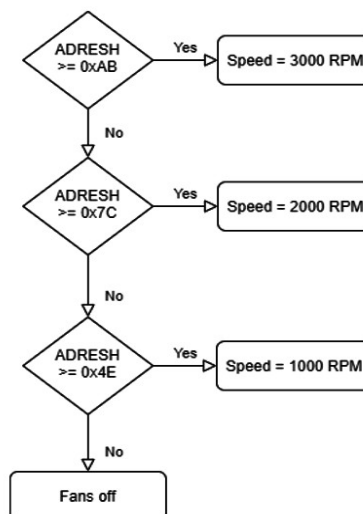 ADRESH
>= 0xAB
Yes
Speed = 3000 RPM
No
ADRESH
>= 0x7C
Yes
Speed = 2000 RPM
No
ADRESH
>= 0x4E
Yes
Speed = 1000 RPM
No
Fans off